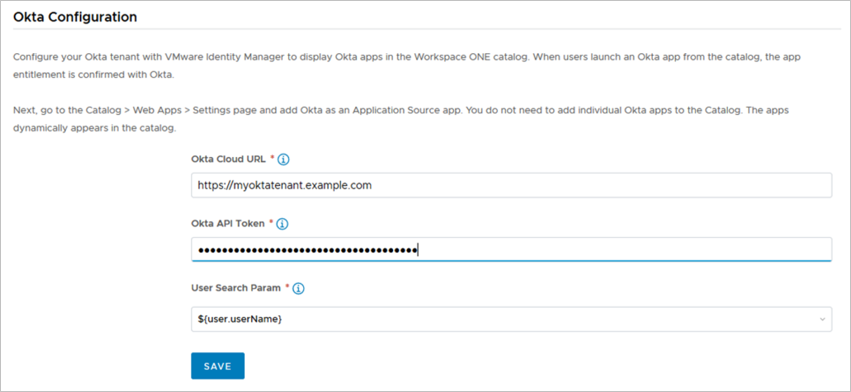 Okta Configuration
Configure your Okta tenant with VMware Identity Manager to display Okta apps in the Workspace ONE catalog. When users launch an Okta app from the catalog, the app
entitlement is confirmed with Okta.
Next, go to the Catalog > Web Apps > Settings page and add Okta as an Application Source app. You do not need to add individual Okta apps to the Catalog. The apps
dynamically appears in the catalog.
Okta Cloud URL *
https://myoktatenant.example.com
Okta API Token *
•••••••••••••••••••••••••••••••••••••
User Search Param *
${user.userName}
SAVE